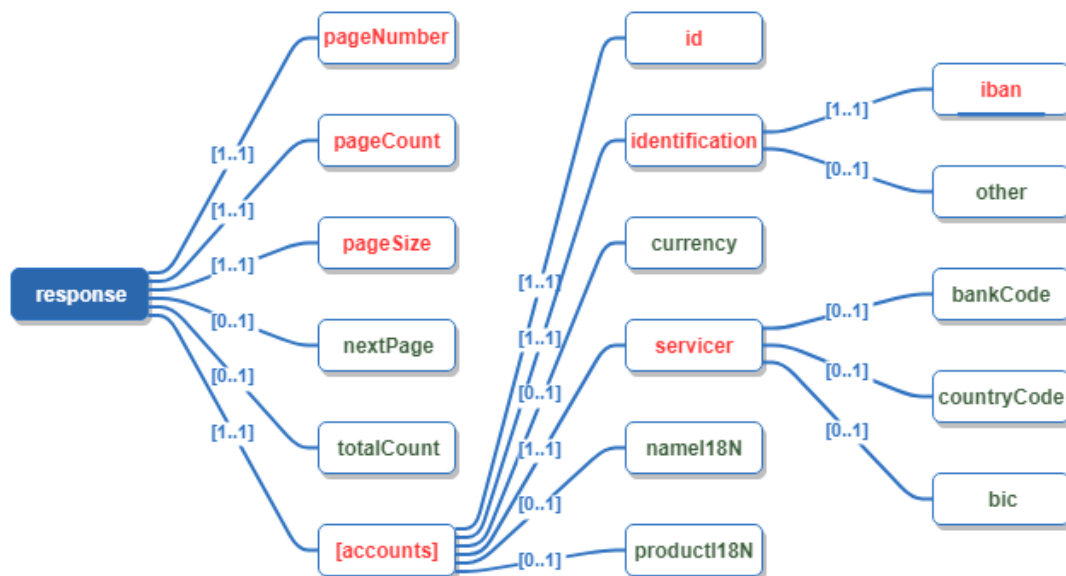 pageNumber
id
iban
[1..1]
pageCount
identification
[1..1]
[0..1]
other
[1..1]
pageSize
currency
[1..1]
response
[1..1]
bankCode
[0..1]
[0..1]
nextPage
[1..1]
servicer
[0..1]
countryCode
[0..1]
[0..1]
[1..1]
totalCount
[1..1]
nameI18N
[0..1]
bic
[0..1]
[accounts]
[0..1]
productI18N